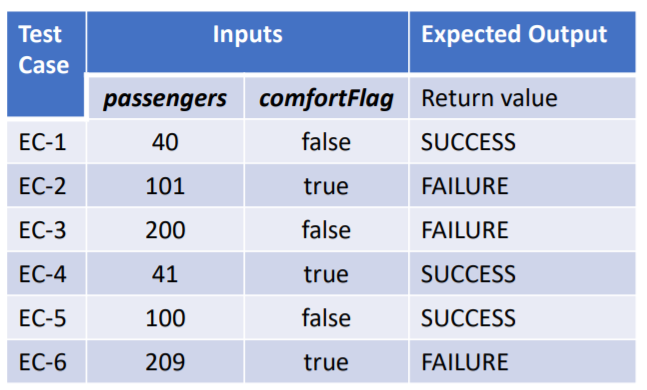 Test Case Inputs Expected Output
passengers comfortFlag Return value
EC-1 40 false SUCCESS
EC-2 101 true FAILURE
EC-3 200 false FAILURE
EC-4 41 true SUCCESS
EC-5 100 false SUCCESS
EC-6 209 true FAILURE